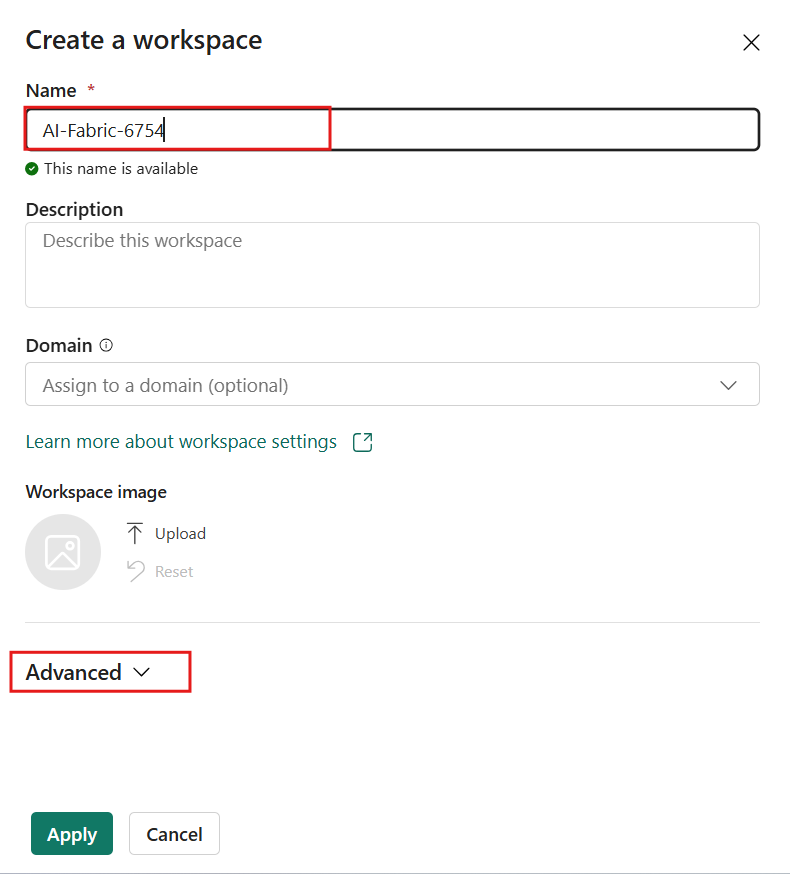 Create a workspace
Name *
AI-Fabric-6754
This name is available
Description
Describe this workspace
Domain
Assign to a domain (optional)
Learn more about workspace settings
Workspace image
Upload
Reset
Advanced
Apply
Cancel